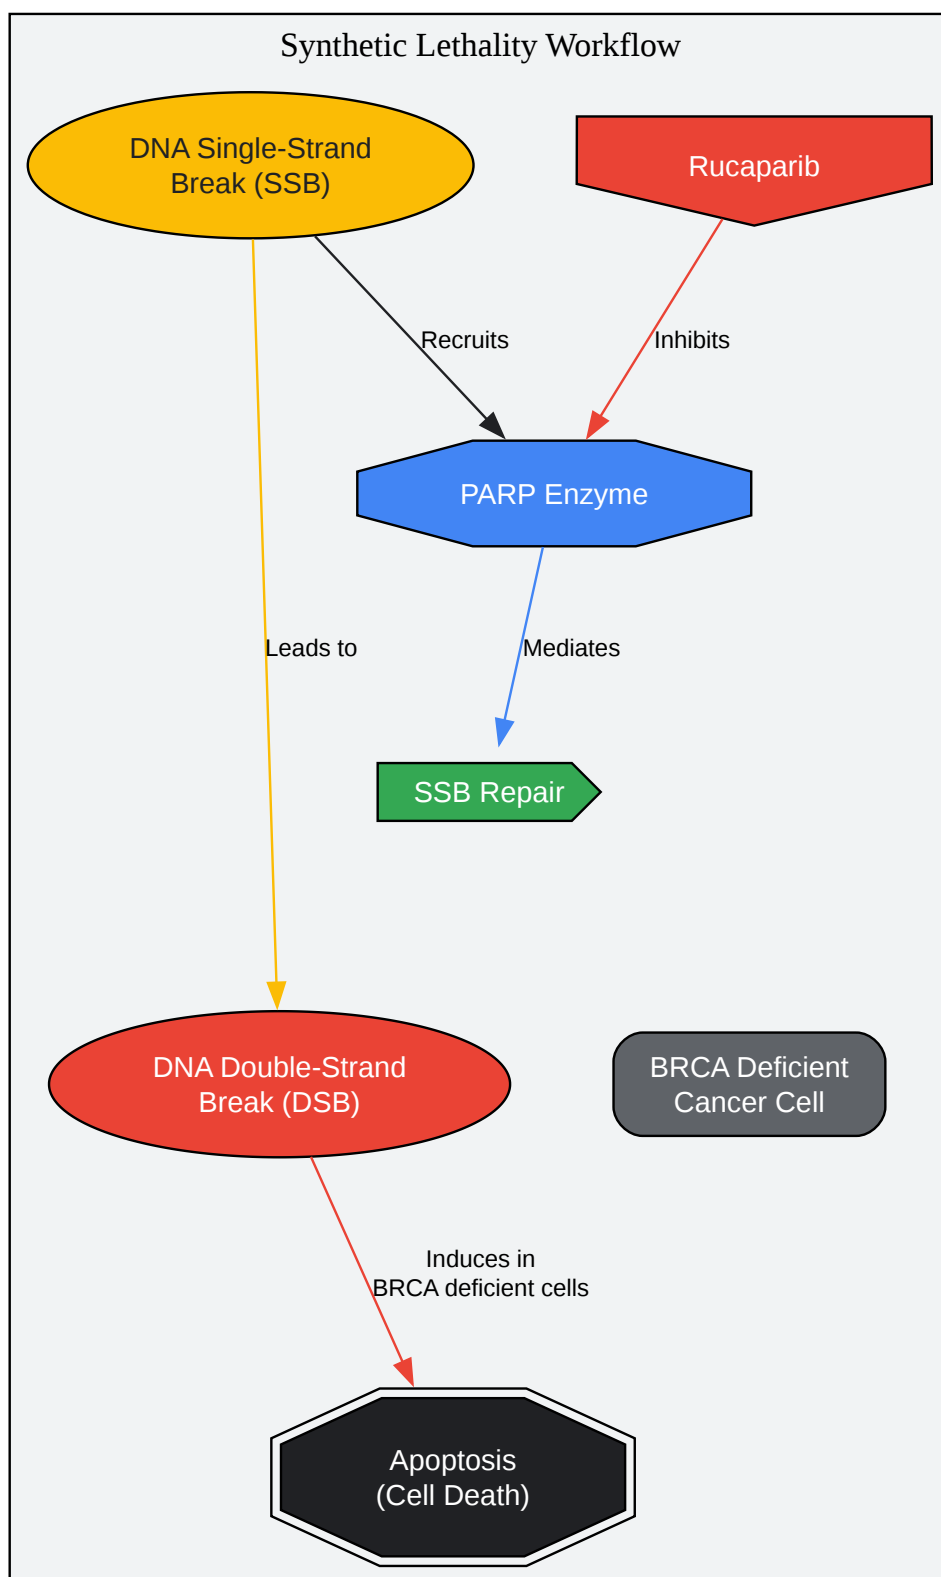 Synthetic Lethality Workflow
DNA Single-Strand
Break (SSB)
Rucaparib
Recruits
Inhibits
PARP Enzyme
Leads to
Mediates
SSB Repair
DNA Double-Strand
Break (DSB)
BRCA Deficient
Cancer Cell
Induces in
BRCA deficient cells
Apoptosis
(Cell Death)